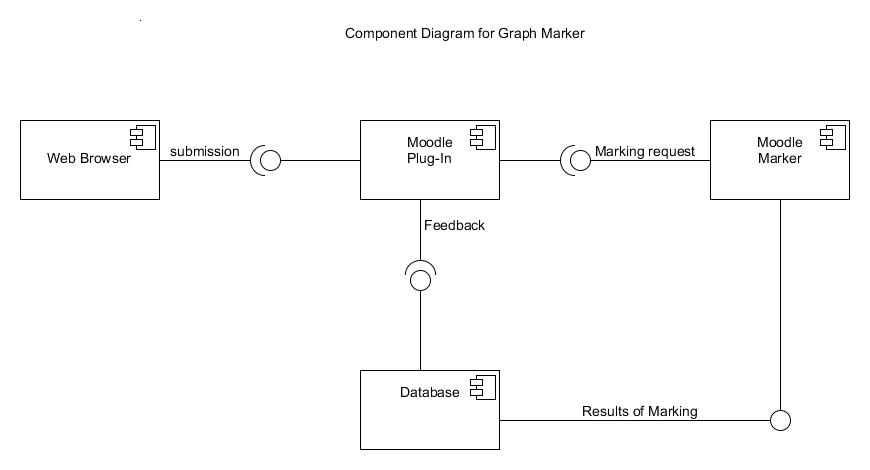 Component Diagram for Graph Marker
Web Browser
submission
Moodle
Plug-In
Marking request
Moodle
Marker
Feedback
Database
Results of Marking